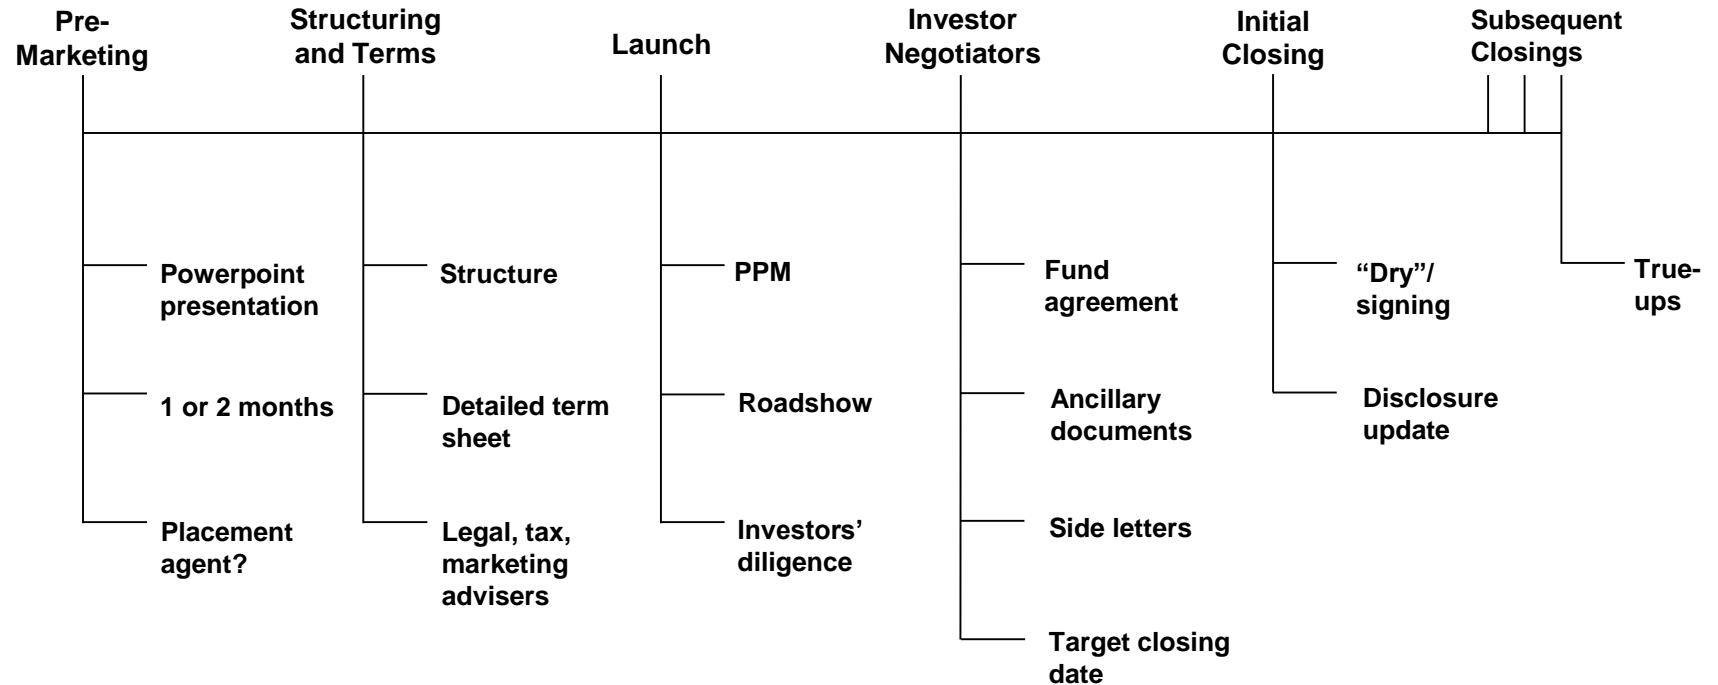 Pre-
Marketing
Structuring
and Terms
Launch
Investor
Negotiators
Initial
Closing
Subsequent
Closings
Powerpoint
presentation
1 or 2 months
Placement
agent?
Structure
Detailed term
sheet
Legal, tax,
marketing
advisers
PPM
Roadshow
Investors’
diligence
Fund
agreement
Ancillary
documents
Side letters
Target closing
date
“Dry”/
signing
Disclosure
update
True-
ups